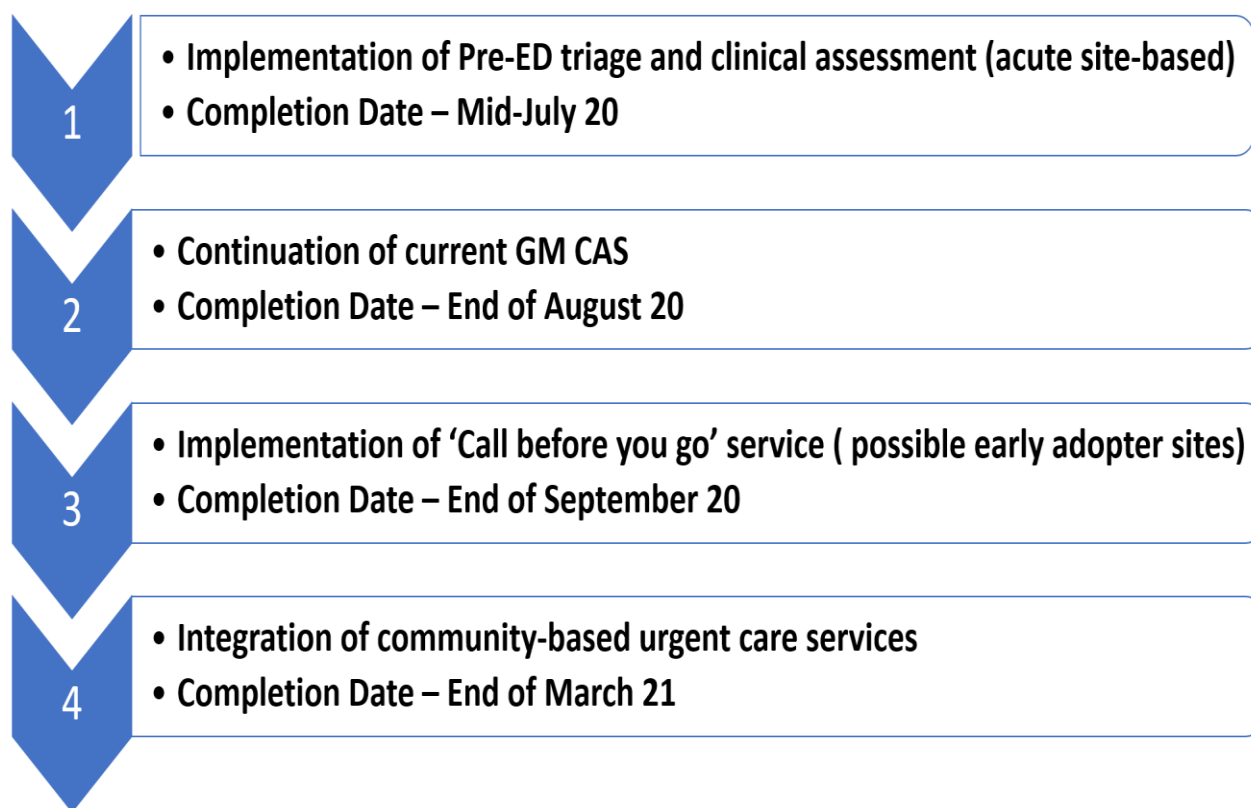 1
• Implementation of Pre-ED triage and clinical assessment (acute site-based)
• Completion Date – Mid-July 20
2
• Continuation of current GM CAS
• Completion Date – End of August 20
3
• Implementation of ‘Call before you go’ service ( possible early adopter sites)
• Completion Date – End of September 20
4
• Integration of community-based urgent care services
• Completion Date – End of March 21